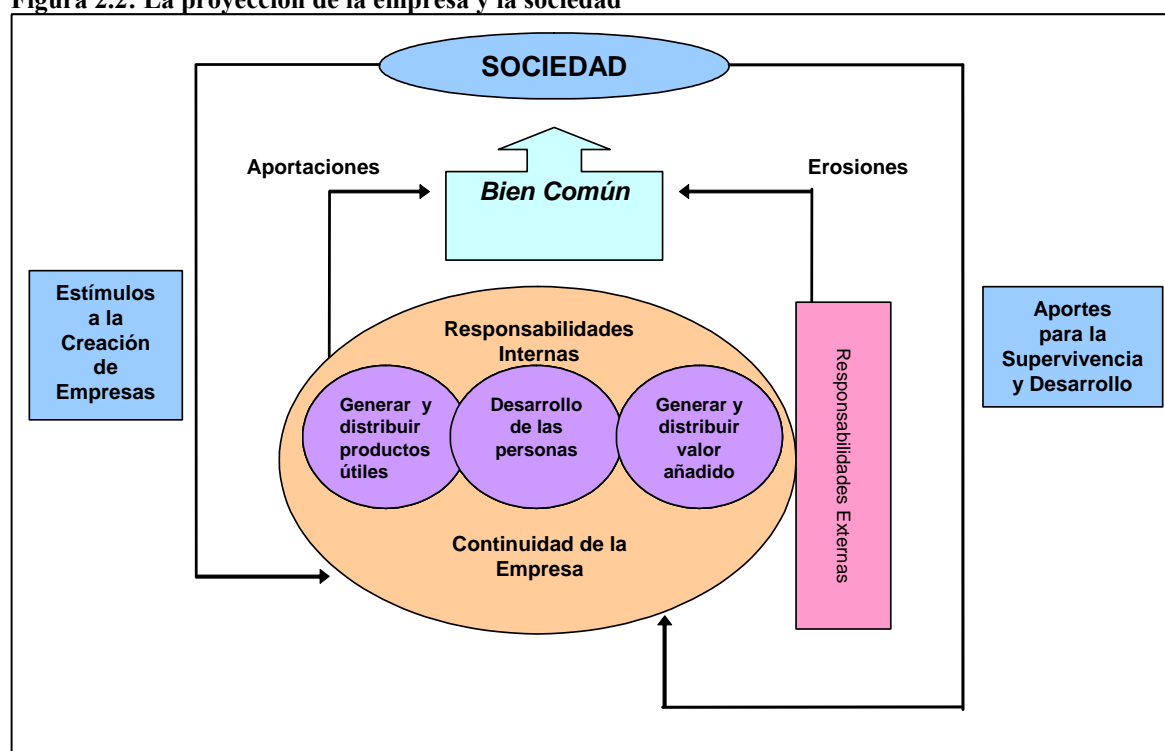 Figura 2.2: La proyección de la empresa y la sociedad
SOCIEDAD
Aportaciones
Erosiones
Bien Común
Estímulos
a la
Creación
de
Empresas
Responsabilidades
Internas
Generar y
distribuir
productos
útiles
Desarrollo
de las
personas
Generar y
distribuir
valor
añadido
Continuidad de la
Empresa
Responsabilidades Externas
Aportes
para la
Supervivencia
y Desarrollo